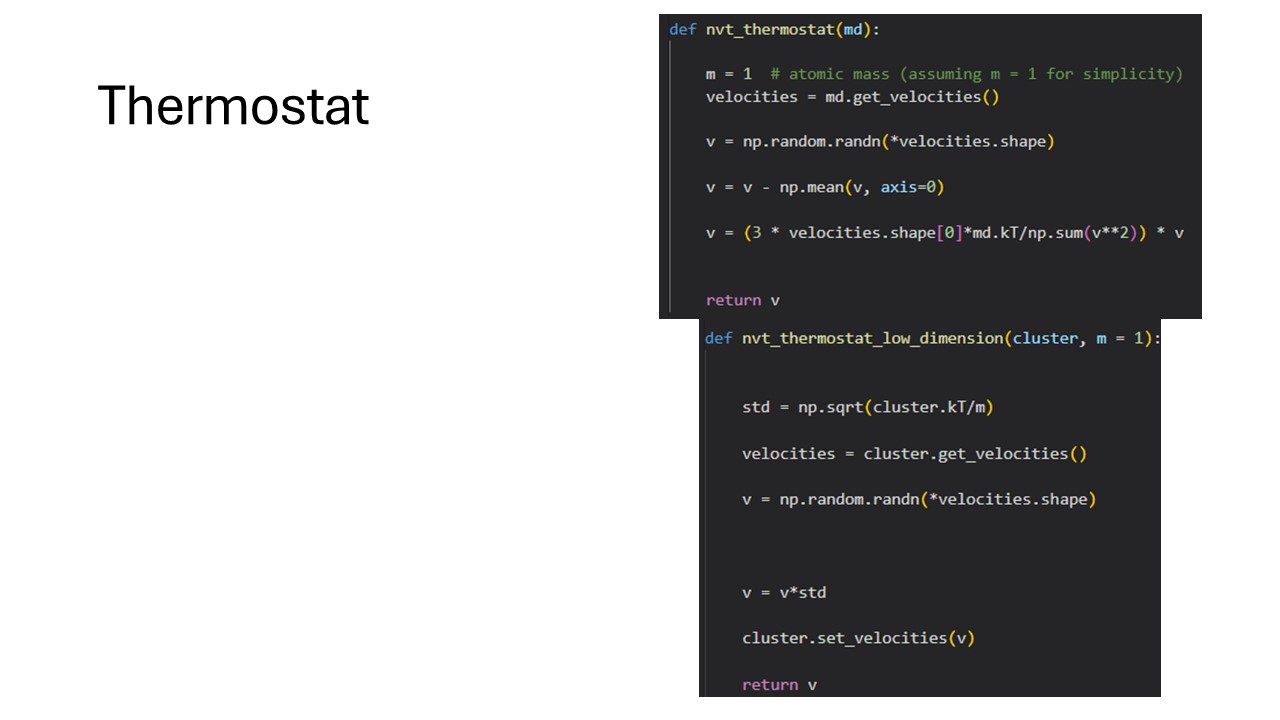 Thermostat
def nvt_thermostat(md):
m = 1  # atomic mass (assuming m = 1 for simplicity)
velocities = md.get_velocities()
v = np.random.randn(*velocities.shape)
v = v - np.mean(v, axis=0)
v = (3 * velocities.shape[0]*md.kT/np.sum(v**2)) * v
return v
def nvt_thermostat_low_dimension(cluster, m = 1):
std = np.sqrt(cluster.kT/m)
velocities = cluster.get_velocities()
v = np.random.randn(*velocities.shape)
v = v*std
cluster.set_velocities(v)
return v